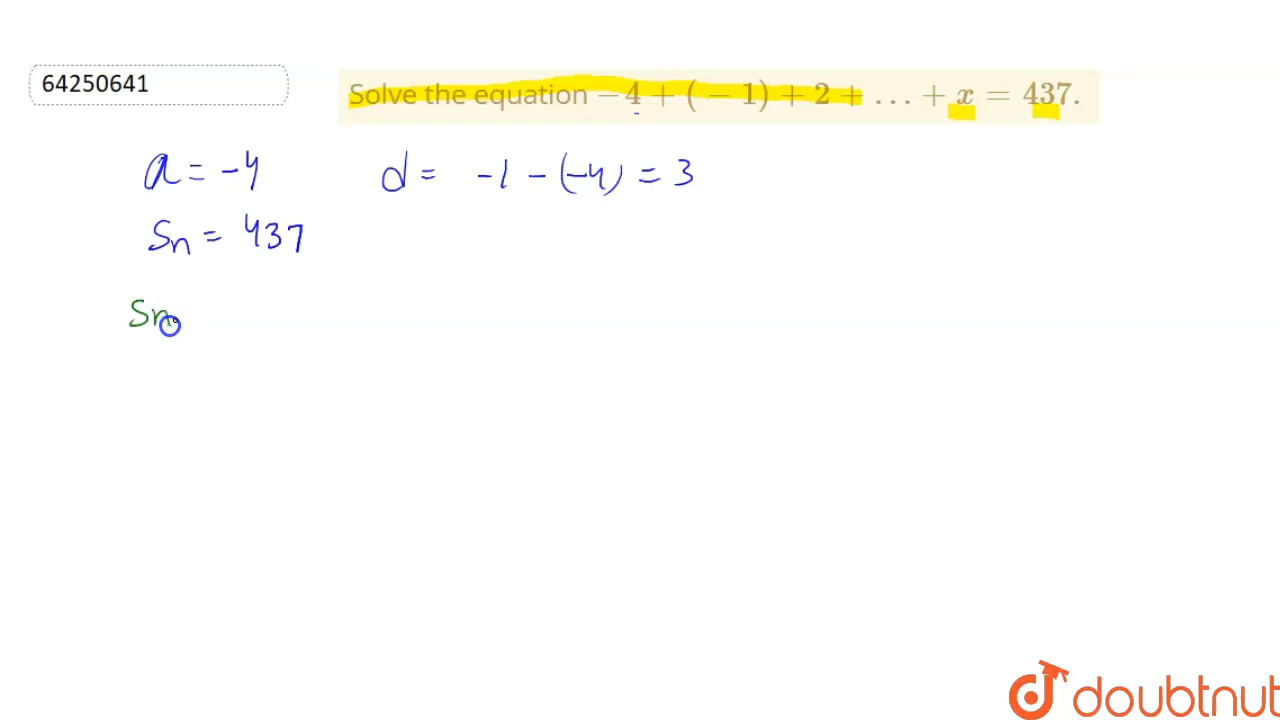 64250641
Solve the equation − 4 + ( − 1) + 2 + … + x = 437.
a = -4 d = -1 - (-4) = 3
Sn = 437
Sn
doubtnut